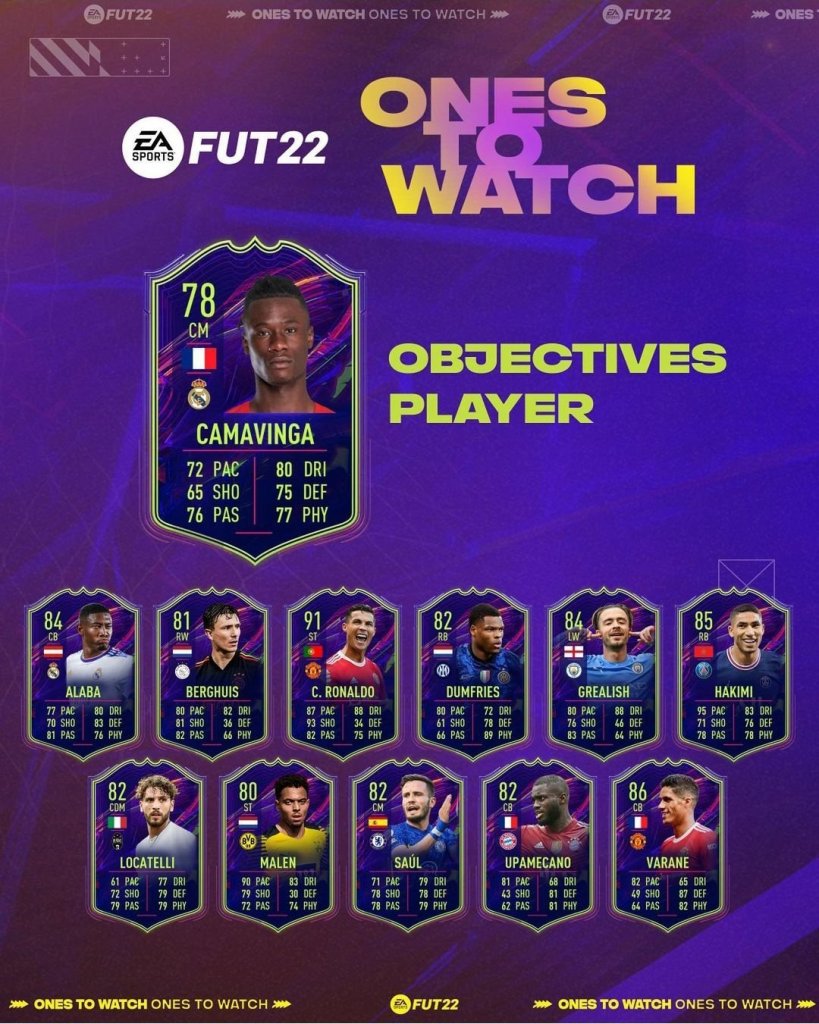 EA SPORTS FUT22
ONES TO WATCH ONES TO WATCH
EA SPORTS FUT22
ONES T
EA SPORTS FUT22
ONES
TO
WATCH
78
CM
CAMAVINGA
72 PAC 80 DRI
65 SHO 75 DEF
76 PAS 77 PHY
OBJECTIVES
PLAYER
84
CB
ALABA
77 PAC 80 DRI
70 SHO 83 DEF
81 PAS 76 PHY
81
RW
BERGHUIS
80 PAC 82 DRI
81 SHO 36 DEF
82 PAS 66 PHY
91
ST
C. RONALDO
87 PAC 88 DRI
93 SHO 34 DEF
82 PAS 75 PHY
82
RB
DUMFRIES
80 PAC 72 DRI
61 SHO 78 DEF
66 PAS 89 PHY
84
LW
GREALISH
80 PAC 88 DRI
76 SHO 46 DEF
83 PAS 64 PHY
85
RB
HAKIMI
95 PAC 83 DRI
71 SHO 76 DEF
78 PAS 78 PHY
82
CDM
LOCATELLI
61 PAC 77 DRI
72 SHO 79 DEF
79 PAS 79 PHY
80
ST
MALEN
90 PAC 83 DRI
79 SHO 30 DEF
72 PAS 74 PHY
82
CM
SAÚL
71 PAC 79 DRI
78 SHO 78 DEF
78 PAS 79 PHY
82
CB
UPAMECANO
81 PAC 68 DRI
43 SHO 81 DEF
62 PAS 81 PHY
86
CB
VARANE
82 PAC 65 DRI
49 SHO 87 DEF
64 PAS 82 PHY
ONES TO WATCH ONES TO WATCH
EA SPORTS FUT22
ONES TO WATCH ONES TO WATCH